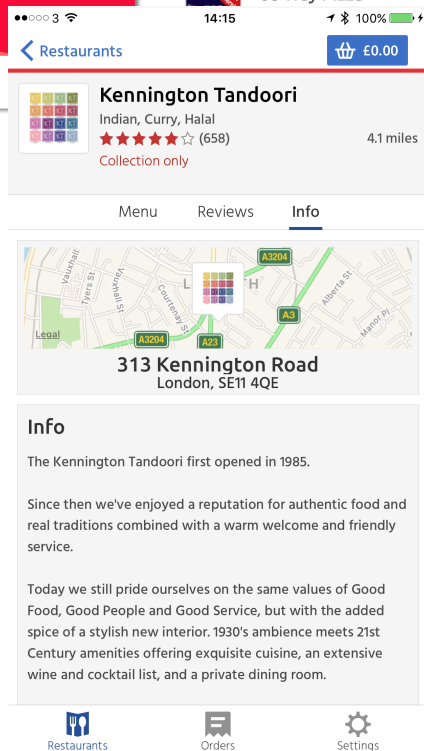 3 14:15 100%
Restaurants £0.00
Kennington Tandoori
Indian, Curry, Halal
(658) 4.1 miles
Collection only
Menu Reviews Info
A3204
Vauxhall
Tyers St
Vauxhall St
Courtenay St
L H
Alberta St
A3
Manor Pl
Legal
A3204
A23
313 Kennington Road
London, SE11 4QE
Info
The Kennington Tandoori first opened in 1985.
Since then we've enjoyed a reputation for authentic food and
real traditions combined with a warm welcome and friendly
service.
Today we still pride ourselves on the same values of Good
Food, Good People and Good Service, but with the added
spice of a stylish new interior. 1930's ambience meets 21st
Century amenities offering exquisite cuisine, an extensive
wine and cocktail list, and a private dining room.
Restaurants Orders Settings